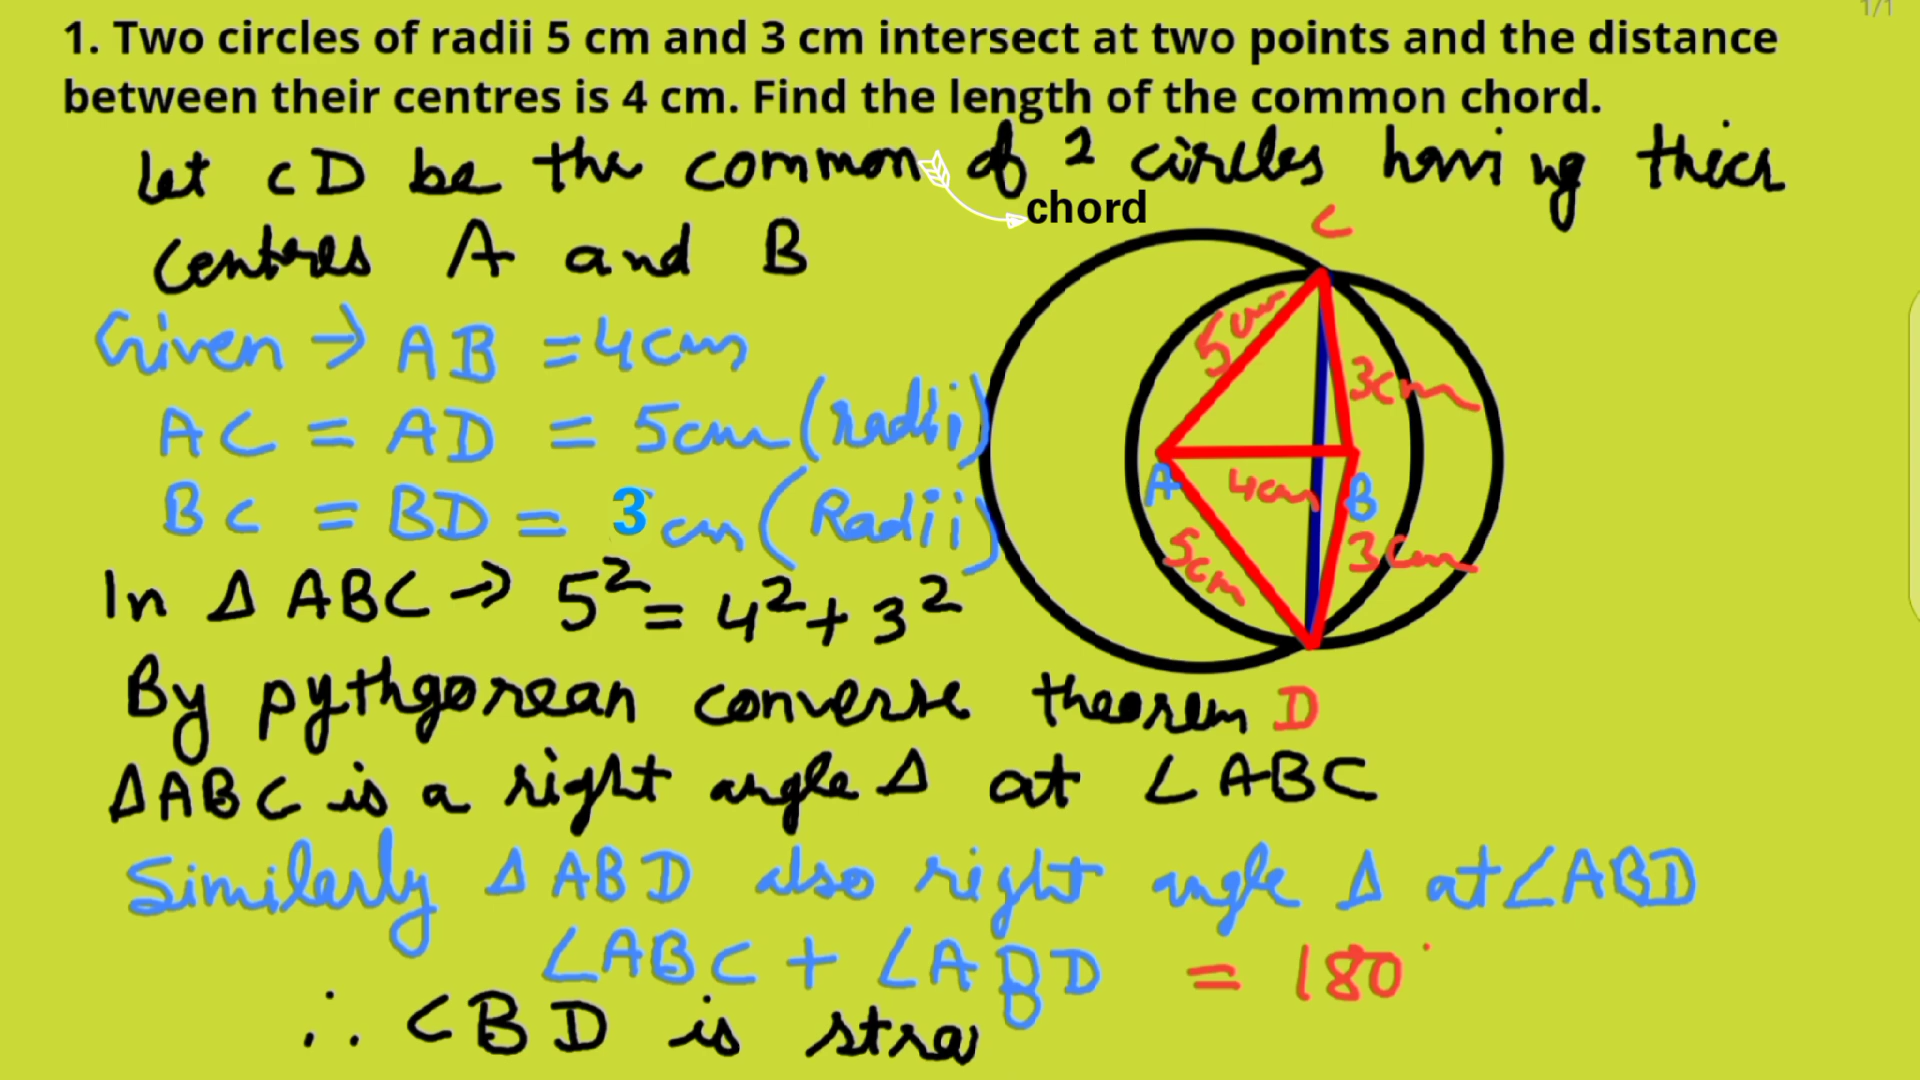 1/1
1. Two circles of radii 5 cm and 3 cm intersect at two points and the distance
between their centres is 4 cm. Find the length of the common chord.
Let CD be the common of 2 circles having their
chord
centres A and B
C
Given → AB = 4cm
5cm
3cm
AC = AD = 5cm (radii)
A 4cm B
BC = BD = 3 cm (Radii)
5cm
3cm
In Δ ABC → 5² = 4² + 3²
By pythgorean converse theorem
D
ΔABC is a right angle Δ at ∠ABC
Similarly Δ ABD also right angle Δ at ∠ABD
∠ABC + ∠ABD = 180
∴ CBD is stra